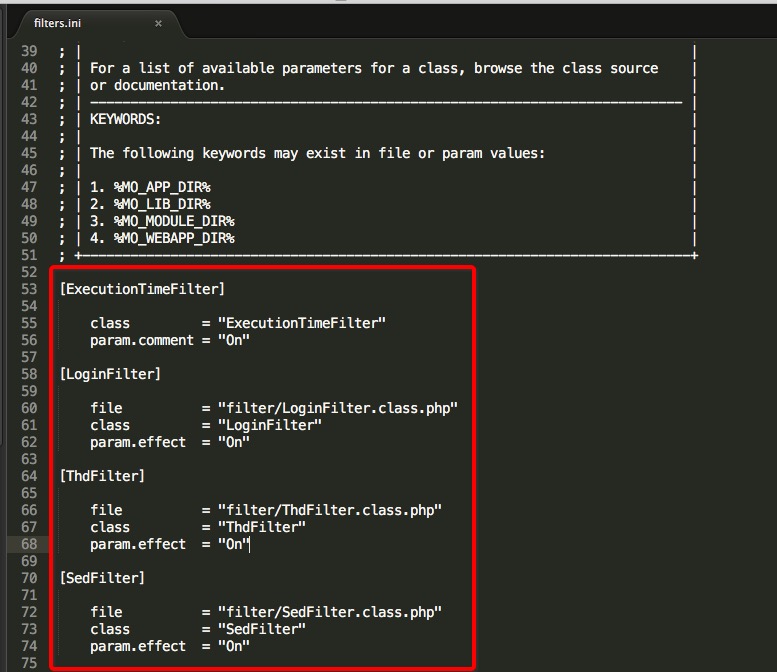 filters.ini ×
39 ; | |
40 ; | For a list of available parameters for a class, browse the class source |
41 ; | or documentation. |
42 ; | -------------------------------------------------------------------------- |
43 ; | KEYWORDS: |
44 ; | |
45 ; | The following keywords may exist in file or param values: |
46 ; | |
47 ; | 1. %MO_APP_DIR% |
48 ; | 2. %MO_LIB_DIR% |
49 ; | 3. %MO_MODULE_DIR% |
50 ; | 4. %MO_WEBAPP_DIR% |
51 ; +----------------------------------------------------------------------------+
52
53 [ExecutionTimeFilter]
54
55 class = "ExecutionTimeFilter"
56 param.comment = "On"
57
58 [LoginFilter]
59
60 file = "filter/LoginFilter.class.php"
61 class = "LoginFilter"
62 param.effect = "On"
63
64 [ThdFilter]
65
66 file = "filter/ThdFilter.class.php"
67 class = "ThdFilter"
68 param.effect = "On"
69
70 [SedFilter]
71
72 file = "filter/SedFilter.class.php"
73 class = "SedFilter"
74 param.effect = "On"
75